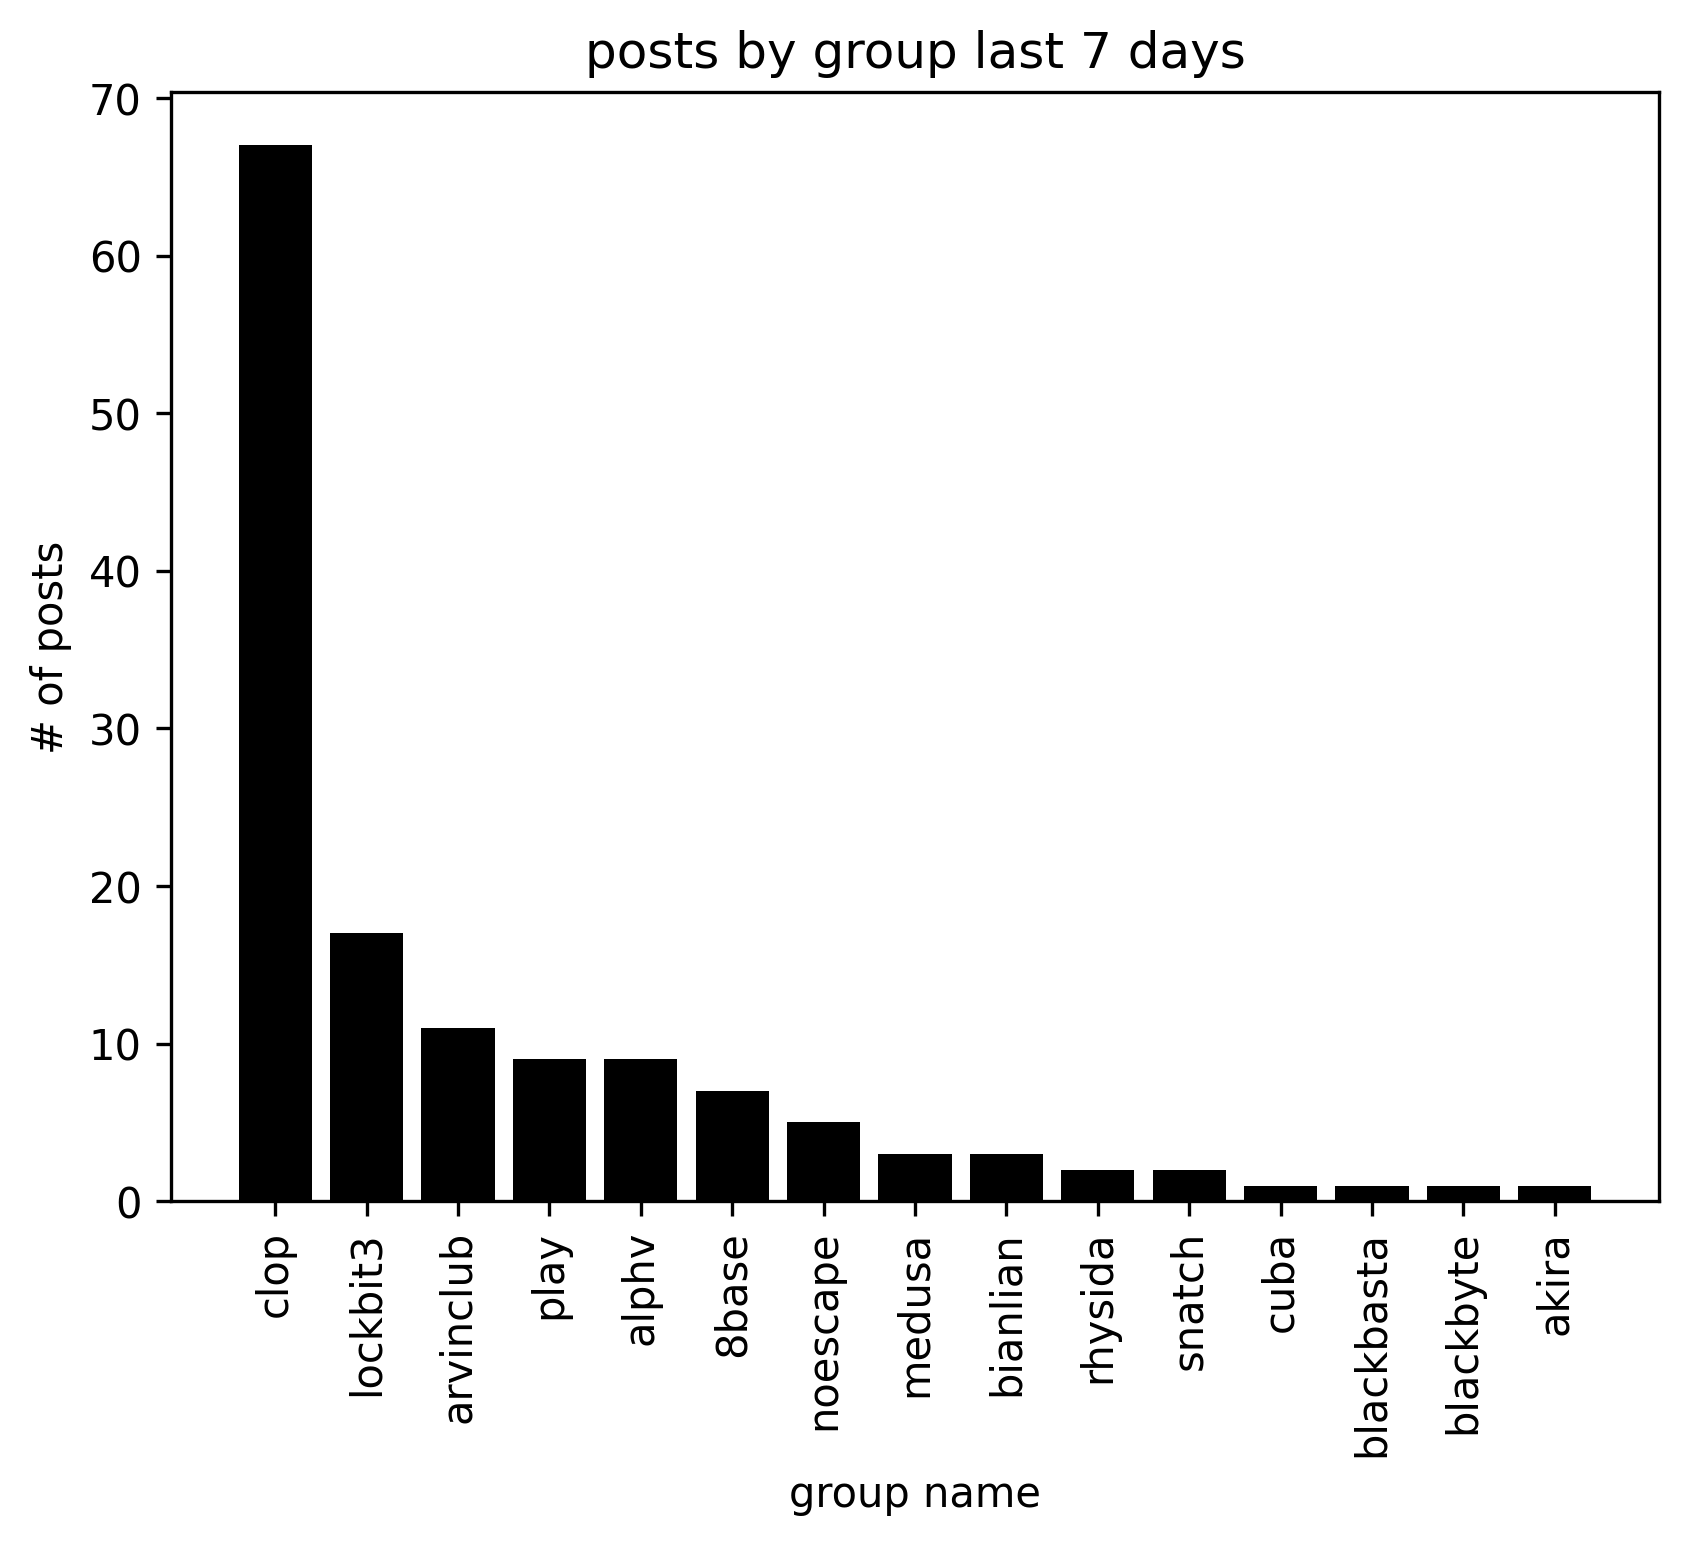 posts by group last 7 days
# of posts
70
60
50
40
30
20
10
0
clop
lockbit3
arvinclub
play
alphv
8base
noescape
medusa
bianlian
rhysida
snatch
cuba
blackbasta
blackbyte
akira
group name